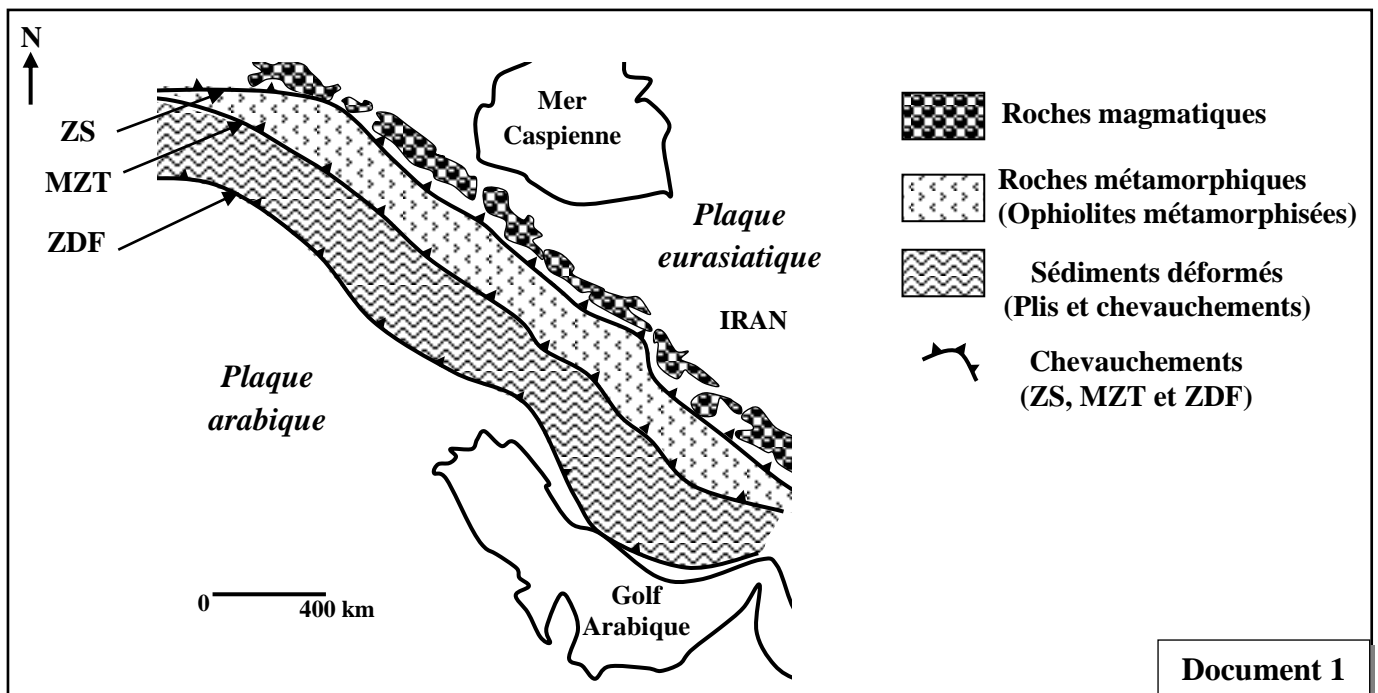 N
ZS
MZT
ZDF
Mer
Caspienne
Plaque
eurasiatique
IRAN
Plaque
arabique
Golf
Arabique
0
400 km
Roches magmatiques
Roches métamorphiques
(Ophiolites métamorphisées)
Sédiments déformés
(Plis et chevauchements)
Chevauchements
(ZS, MZT et ZDF)
Document 1